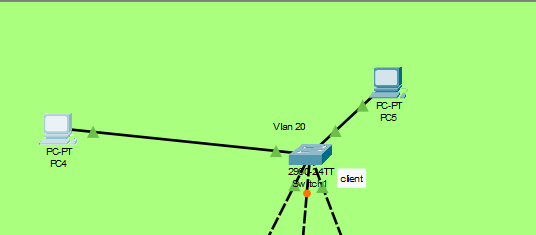 PC-PT
PC5
Vlan 20
PC-PT
PC4
2960-24TT
Switch1
client